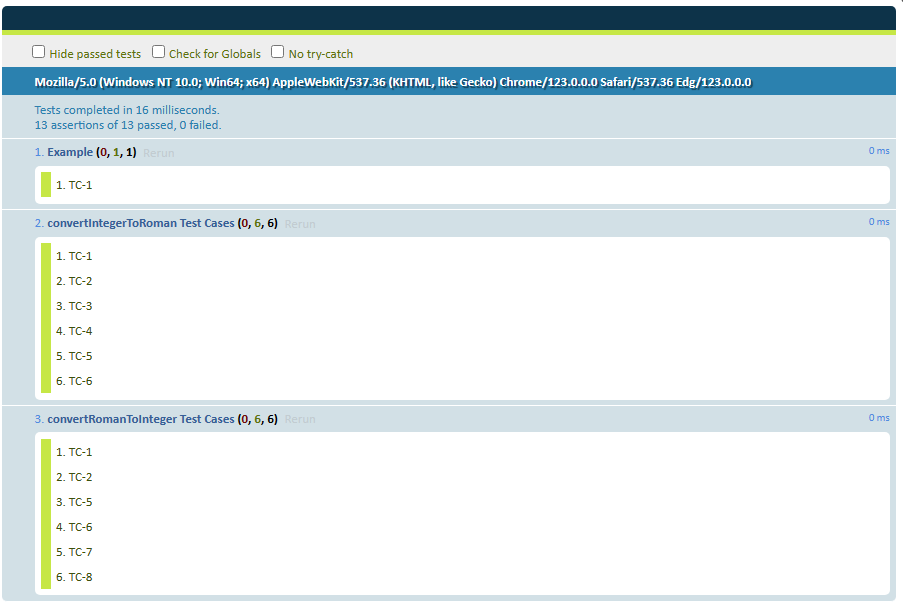 Hide passed tests Check for Globals No try-catch
Mozilla/5.0 (Windows NT 10.0; Win64; x64) AppleWebKit/537.36 (KHTML, like Gecko) Chrome/123.0.0.0 Safari/537.36 Edg/123.0.0.0
Tests completed in 16 milliseconds.
13 assertions of 13 passed, 0 failed.
1. Example (0, 1, 1) Rerun 0 ms
1. TC-1
2. convertIntegerToRoman Test Cases (0, 6, 6) Rerun 0 ms
1. TC-1
2. TC-2
3. TC-3
4. TC-4
5. TC-5
6. TC-6
3. convertRomanToInteger Test Cases (0, 6, 6) Rerun 0 ms
1. TC-1
2. TC-2
3. TC-5
4. TC-6
5. TC-7
6. TC-8